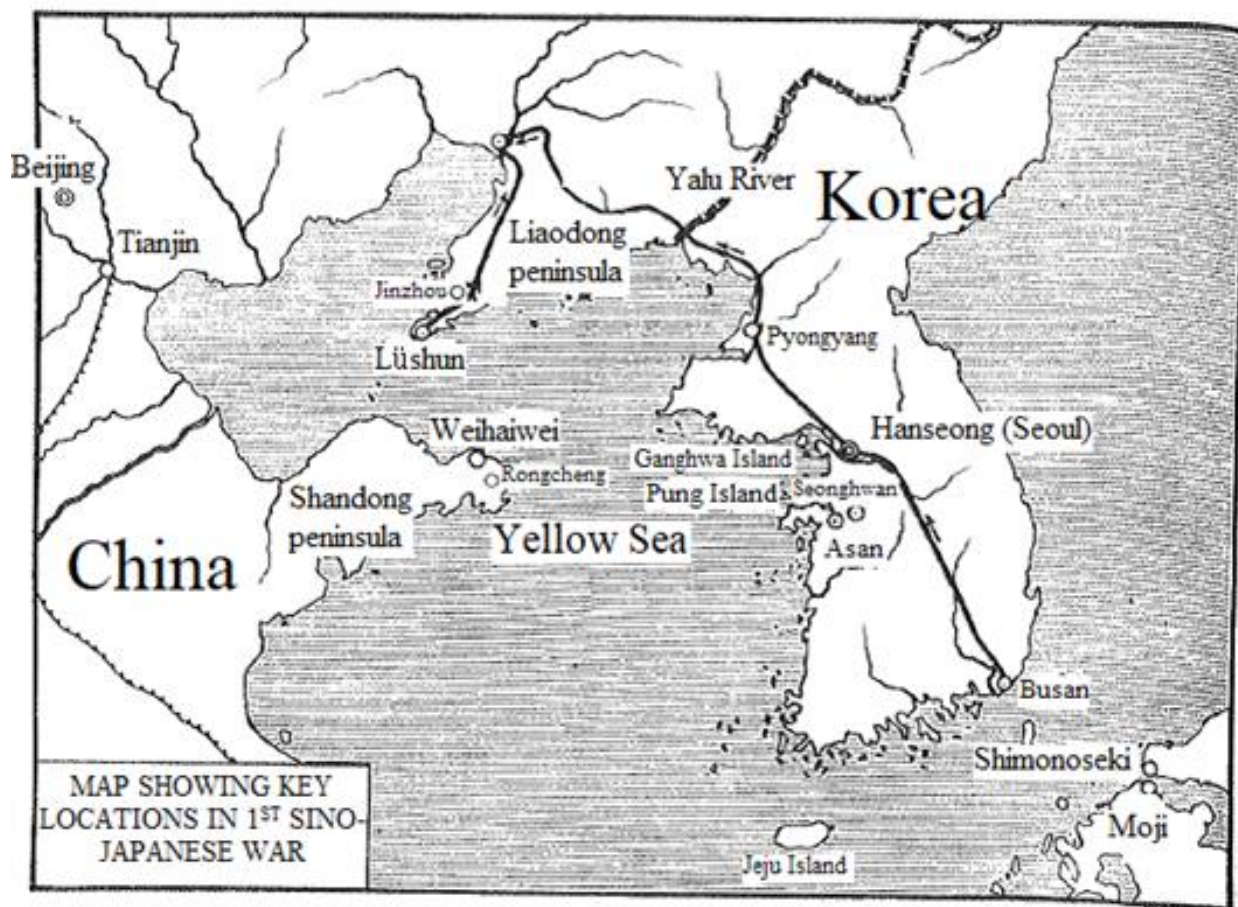 Beijing
Tianjin
Yalu River
Korea
Liaodong
peninsula
Jinzhou
Lüshun
Pyongyang
Weihaiwei
Rongcheng
Hanseong (Seoul)
Ganghwa Island
Pung Island
Seonghwan
Asan
Shandong
peninsula
Yellow Sea
China
Busan
Shimonoseki
Moji
Jeju Island
MAP SHOWING KEY
LOCATIONS IN 1ST SINO-
JAPANESE WAR